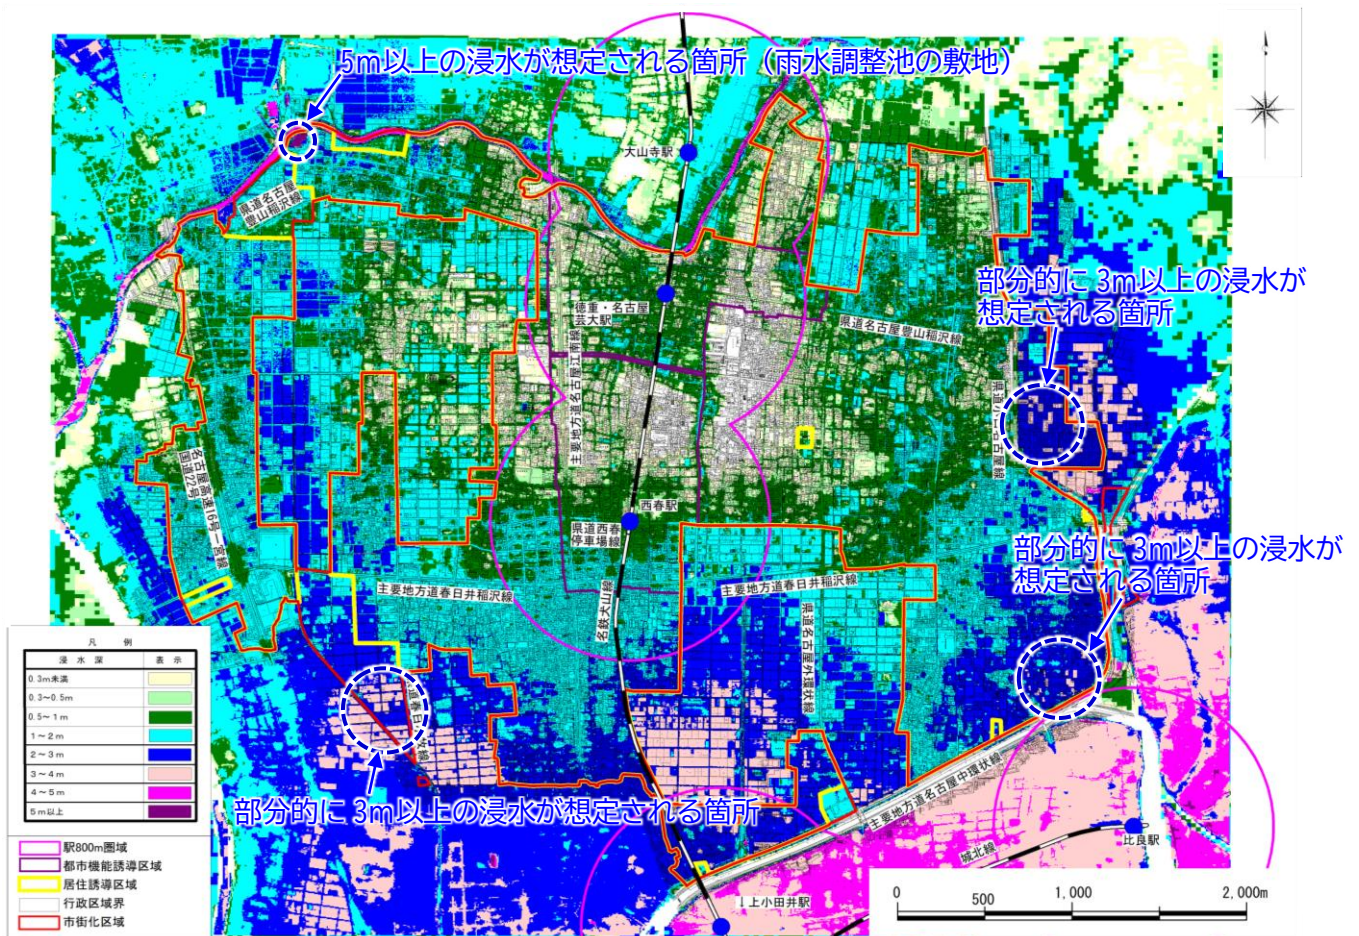 5m以上の浸水が想定される箇所（雨水調整池の敷地）
大山寺駅
県道名古屋
豊山稲沢線
部分的に3m以上の浸水が
想定される箇所
徳重・名古屋
芸大駅
県道名古屋豊山稲沢線
主要地方道名古屋江南線
名古屋高速16号一宮線
国道22号
西春駅
県道西春
停車場線
部分的に3m以上の浸水が
想定される箇所
主要地方道春日井稲沢線
主要地方道春日井稲沢線
名鉄犬山線
県道名古屋外環状線
部分的に3m以上の浸水が想定される箇所
主要地方道名古屋中環状線
城北線
比良駅
↓上小田井駅
凡　例
浸水深　表示
0.3m未満
0.3～0.5m
0.5～1m
1～2m
2～3m
3～4m
4～5m
5m以上
駅800m圏域
都市機能誘導区域
居住誘導区域
行政区域界
市街化区域
0　500　1,000　2,000m